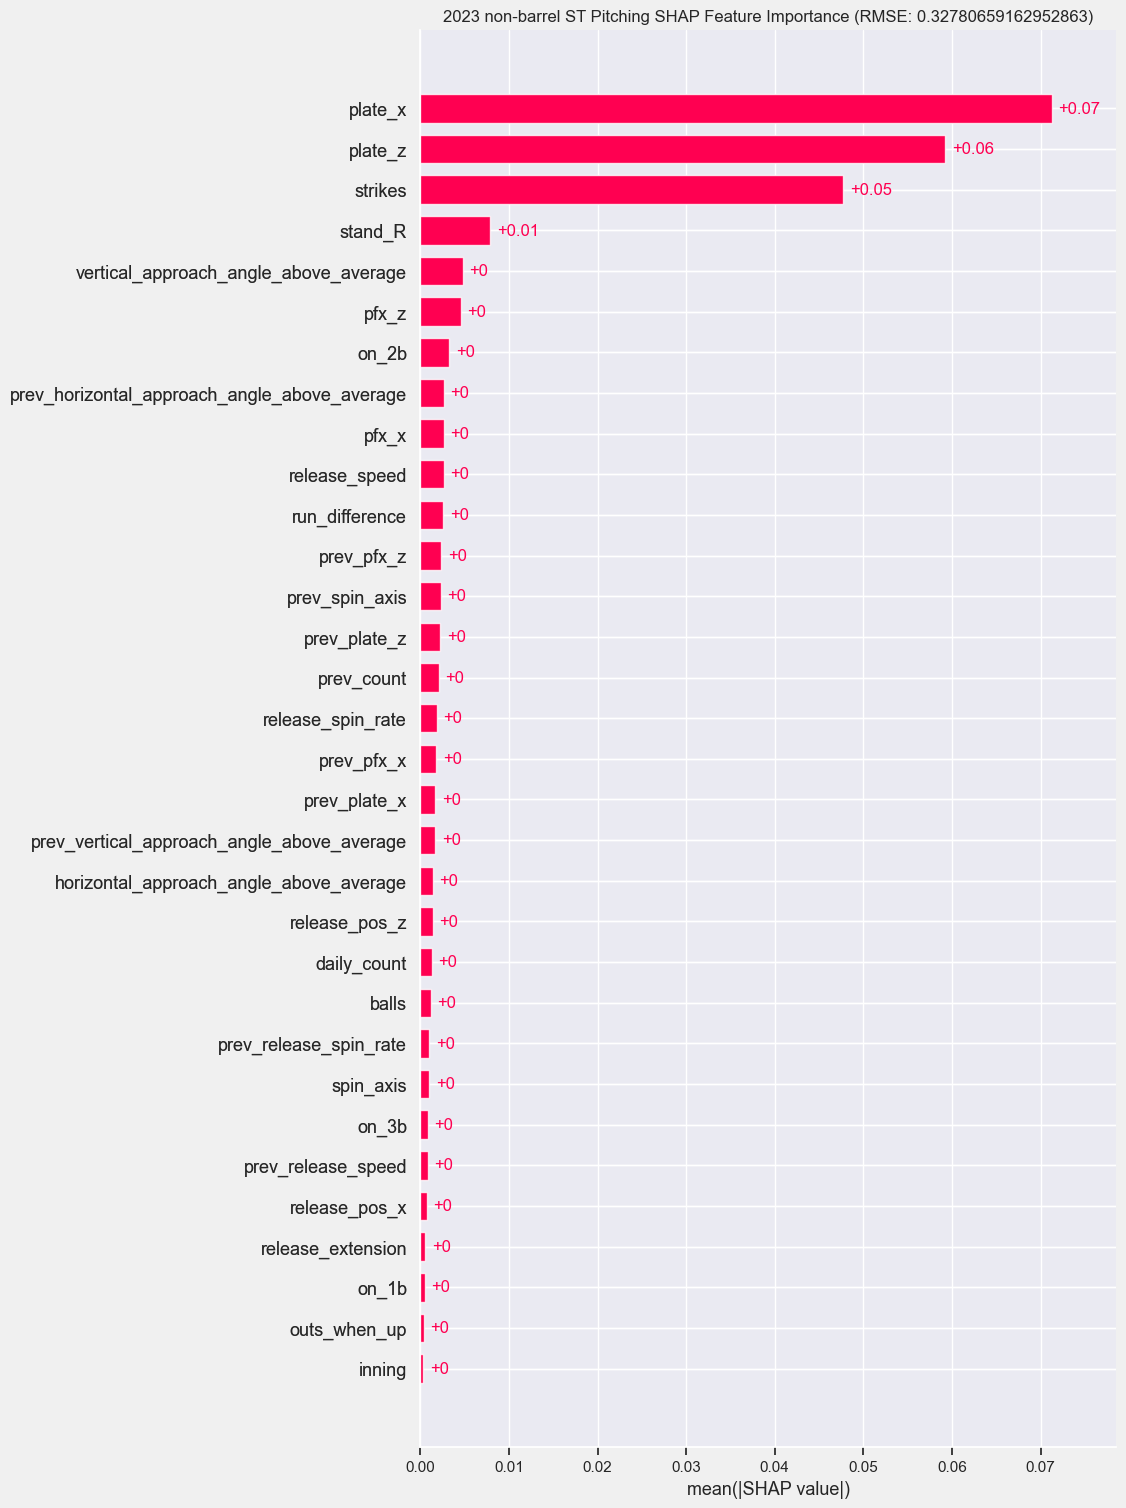 2023 non-barrel ST Pitching SHAP Feature Importance (RMSE: 0.32780659162952863)
plate_x +0.07
plate_z +0.06
strikes +0.05
stand_R +0.01
vertical_approach_angle_above_average +0
pfx_z +0
on_2b +0
prev_horizontal_approach_angle_above_average +0
pfx_x +0
release_speed +0
run_difference +0
prev_pfx_z +0
prev_spin_axis +0
prev_plate_z +0
prev_count +0
release_spin_rate +0
prev_pfx_x +0
prev_plate_x +0
prev_vertical_approach_angle_above_average +0
horizontal_approach_angle_above_average +0
release_pos_z +0
daily_count +0
balls +0
prev_release_spin_rate +0
spin_axis +0
on_3b +0
prev_release_speed +0
release_pos_x +0
release_extension +0
on_1b +0
outs_when_up +0
inning +0
0.00 0.01 0.02 0.03 0.04 0.05 0.06 0.07
mean(|SHAP value|)